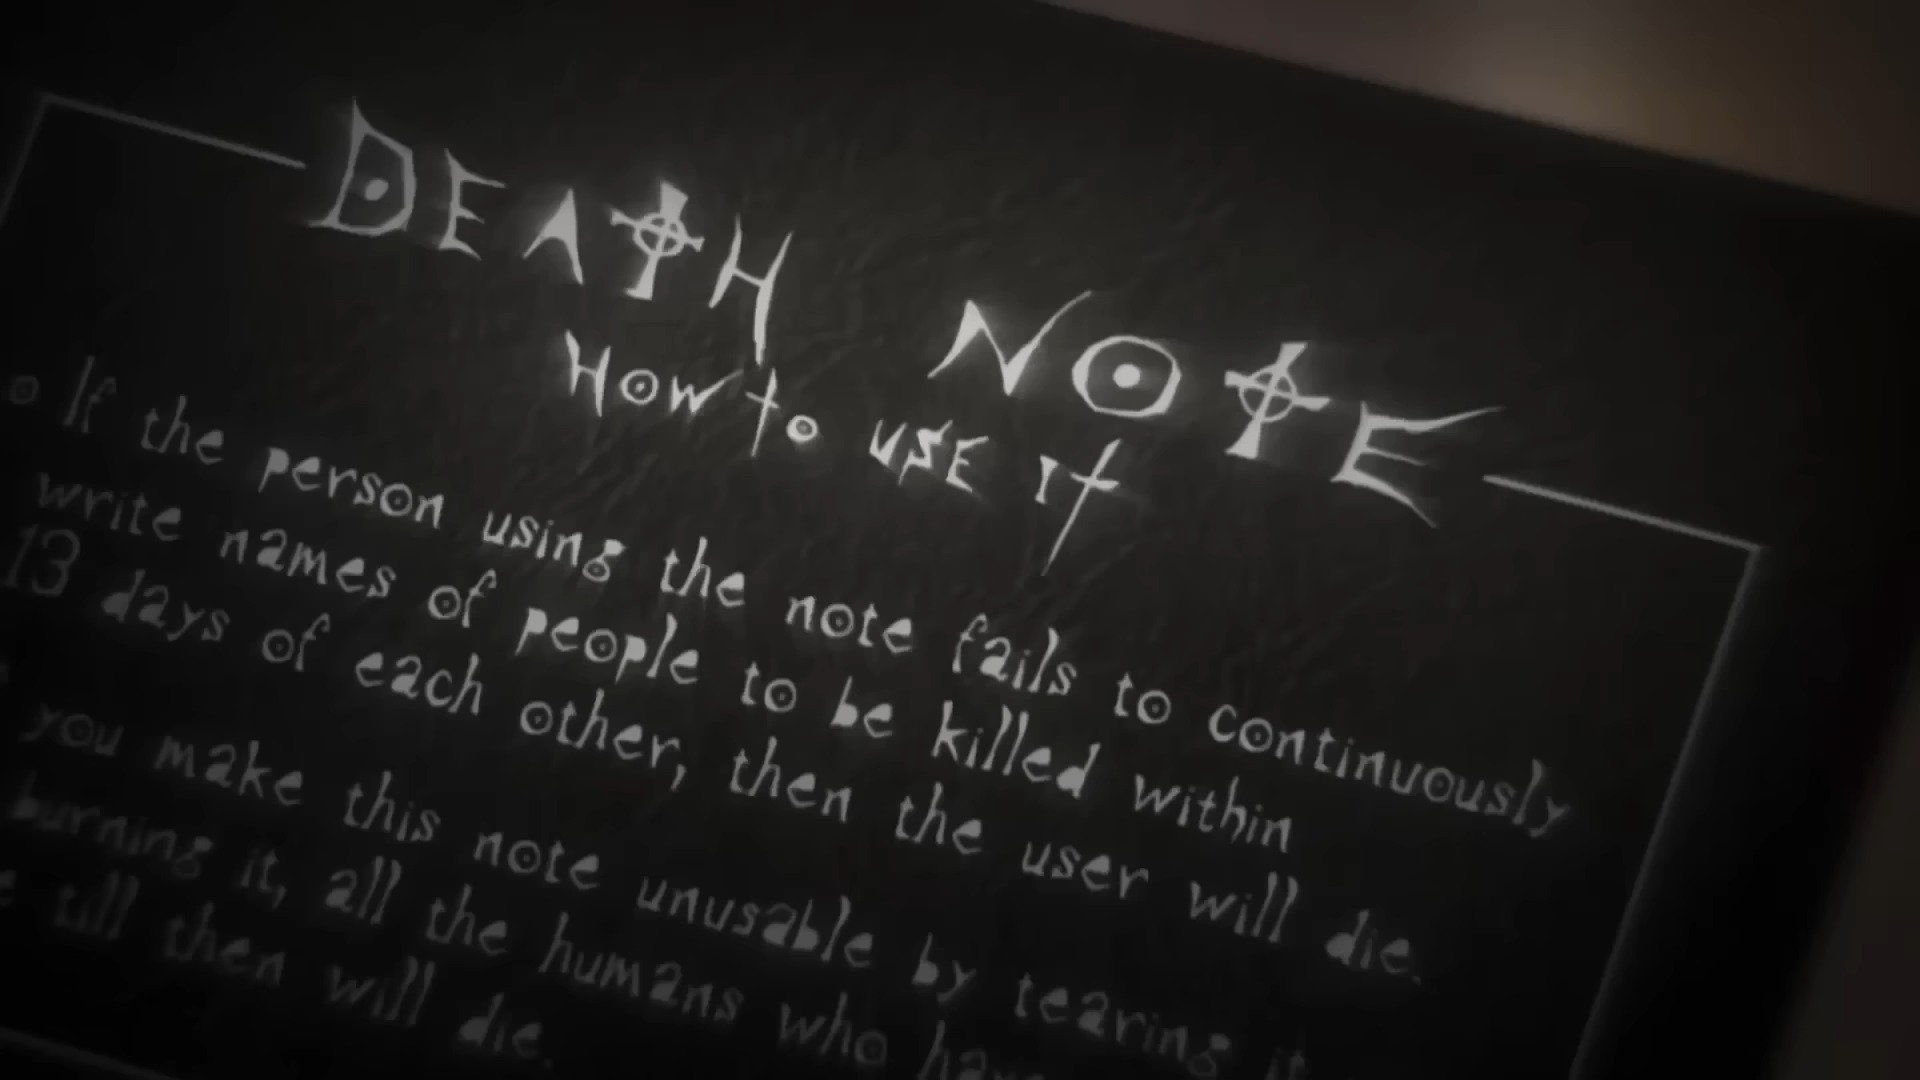 DEATH NOTE
How to use it
o If the person using the note fails to continuously
write names of people to be killed within
13 days of each other, then the user will die.
you make this note unusable by tearing it
burning it, all the humans who have
till then will die.